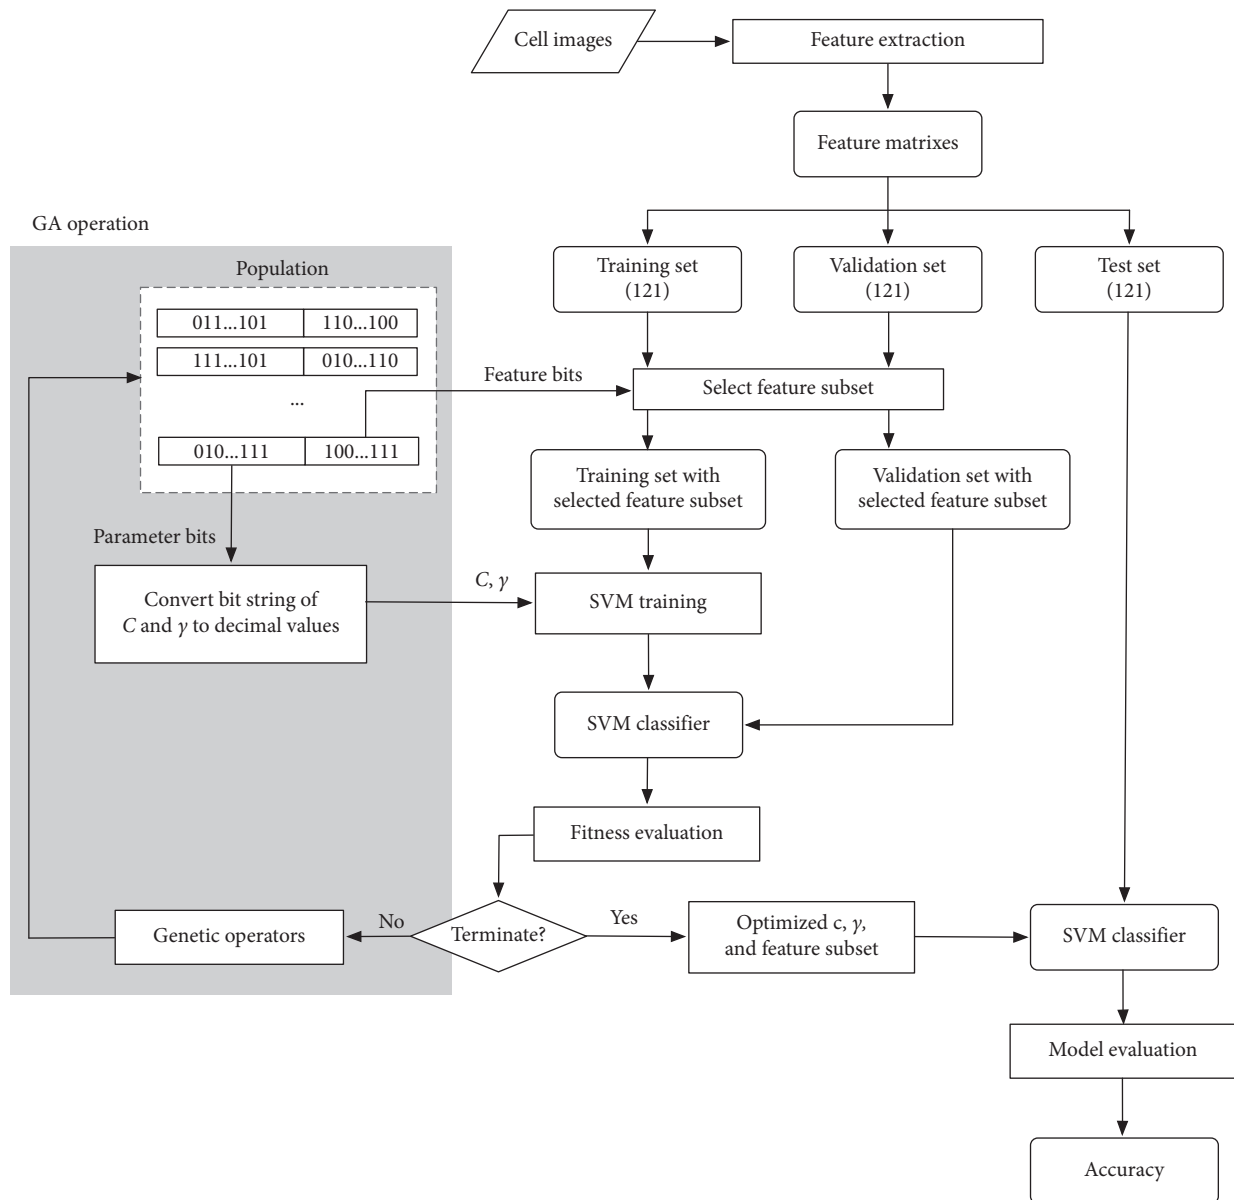 Cell images
Feature extraction
Feature matrixes
GA operation
Training set
(121)
Validation set
(121)
Test set
(121)
Population
011...101
110...100
111...101
010...110
...
010...111
100...111
Feature bits
Select feature subset
Training set with
selected feature subset
Validation set with
selected feature subset
Parameter bits
Convert bit string of
C and γ to decimal values
C, γ
SVM training
SVM classifier
Fitness evaluation
Terminate?
No
Genetic operators
Yes
Optimized c, γ,
and feature subset
SVM classifier
Model evaluation
Accuracy